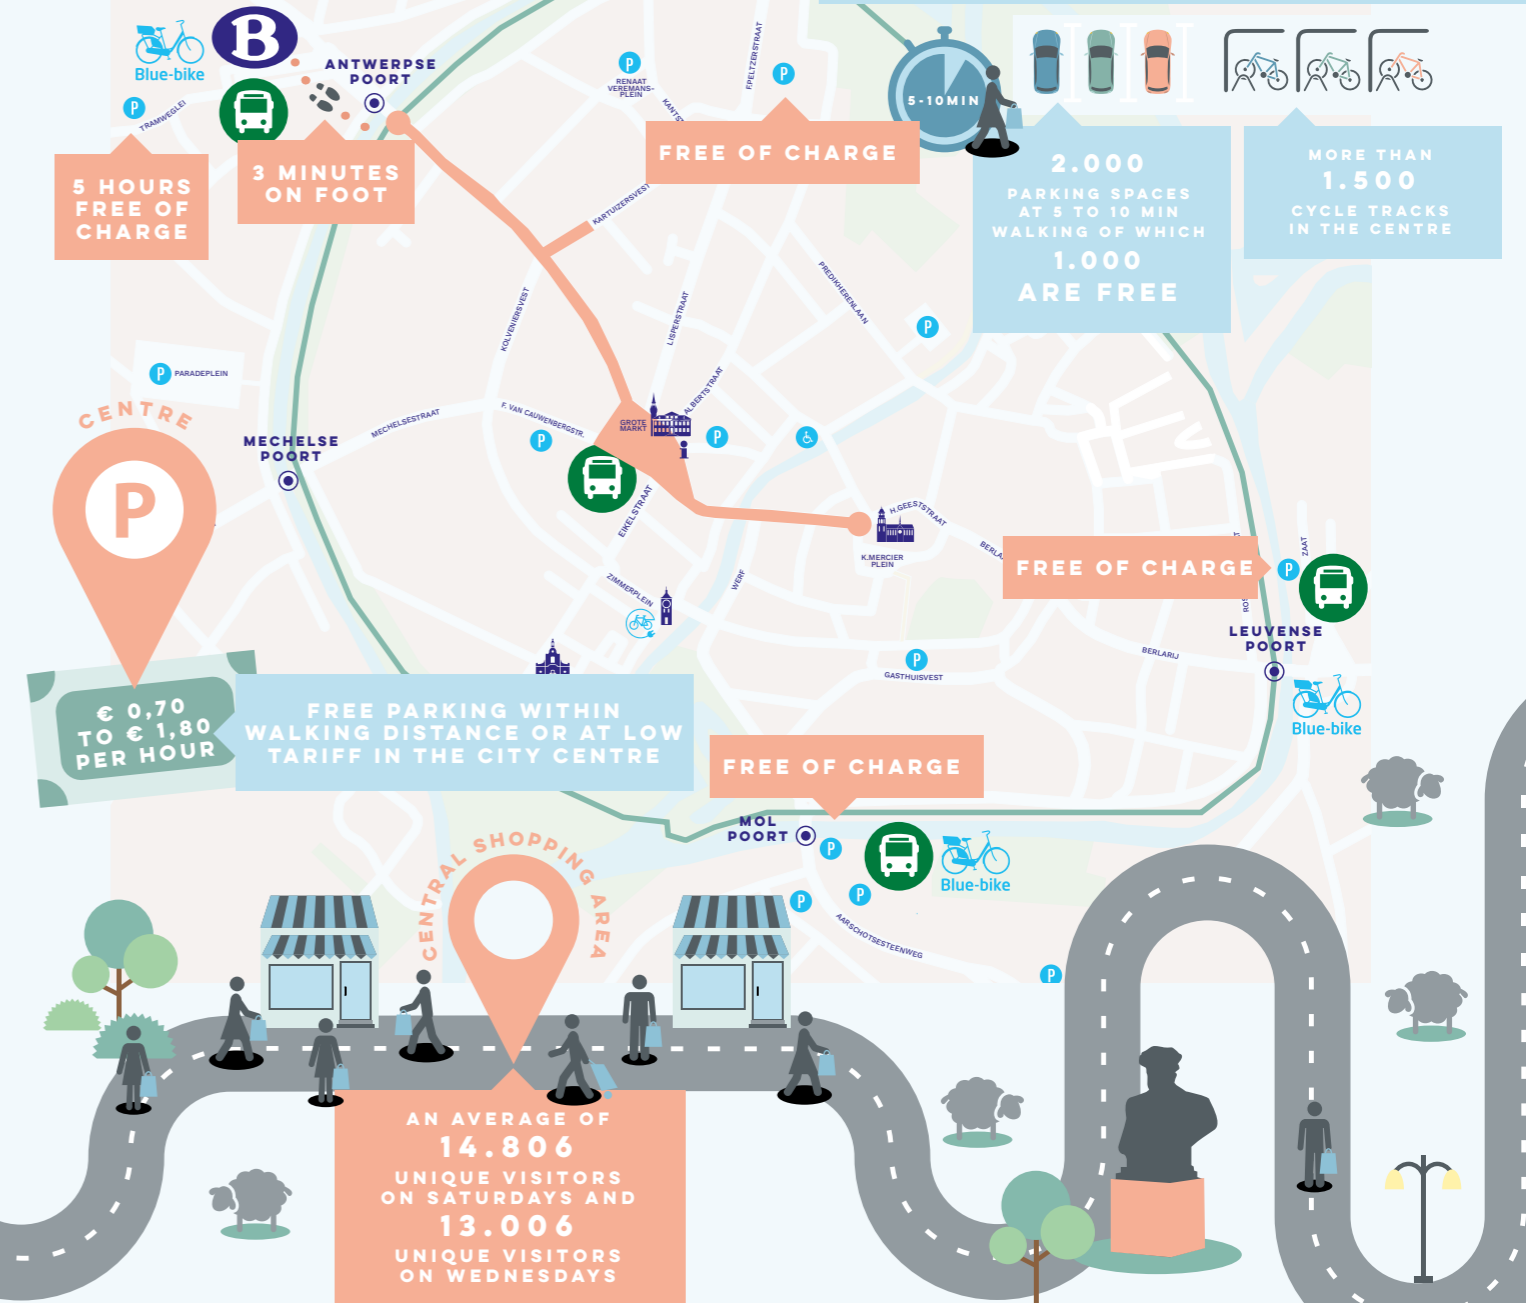 B
Blue-bike
ANTWERPSE
POORT
P
TRAMWEGLEI
5 HOURS
FREE OF
CHARGE
3 MINUTES
ON FOOT
P
RENAAT
VEREMANS-
PLEIN
F.PELTZERSTRAAT
P
FREE OF CHARGE
5-10MIN
2.000
PARKING SPACES
AT 5 TO 10 MIN
WALKING OF WHICH
1.000
ARE FREE
MORE THAN
1.500
CYCLE TRACKS
IN THE CENTRE
KARTUIZERSVEST
PREDIKHERENLAAN
KOLVENIERSVEST
LISPERSTRAAT
P
P PARADEPLEIN
CENTRE
P
MECHELSE
POORT
MECHELSESTRAAT
F. VAN CAUWENBERGSTR.
P
GROTE
MARKT
ALBERTSTRAAT
P
EIKELSTRAAT
H.GEESTSTRAAT
K.MERCIER
PLEIN
FREE OF CHARGE
P
ZAAT
ZIMMERPLEIN
WERF
LEUVENSE
POORT
BERLARIJ
Blue-bike
P
GASTHUISVEST
€ 0,70
TO € 1,80
PER HOUR
FREE PARKING WITHIN
WALKING DISTANCE OR AT LOW
TARIFF IN THE CITY CENTRE
FREE OF CHARGE
MOL
POORT
P
Blue-bike
P
P
AARSCHOTSESTEENWEG
P
CENTRAL SHOPPING AREA
AN AVERAGE OF
14.806
UNIQUE VISITORS
ON SATURDAYS AND
13.006
UNIQUE VISITORS
ON WEDNESDAYS